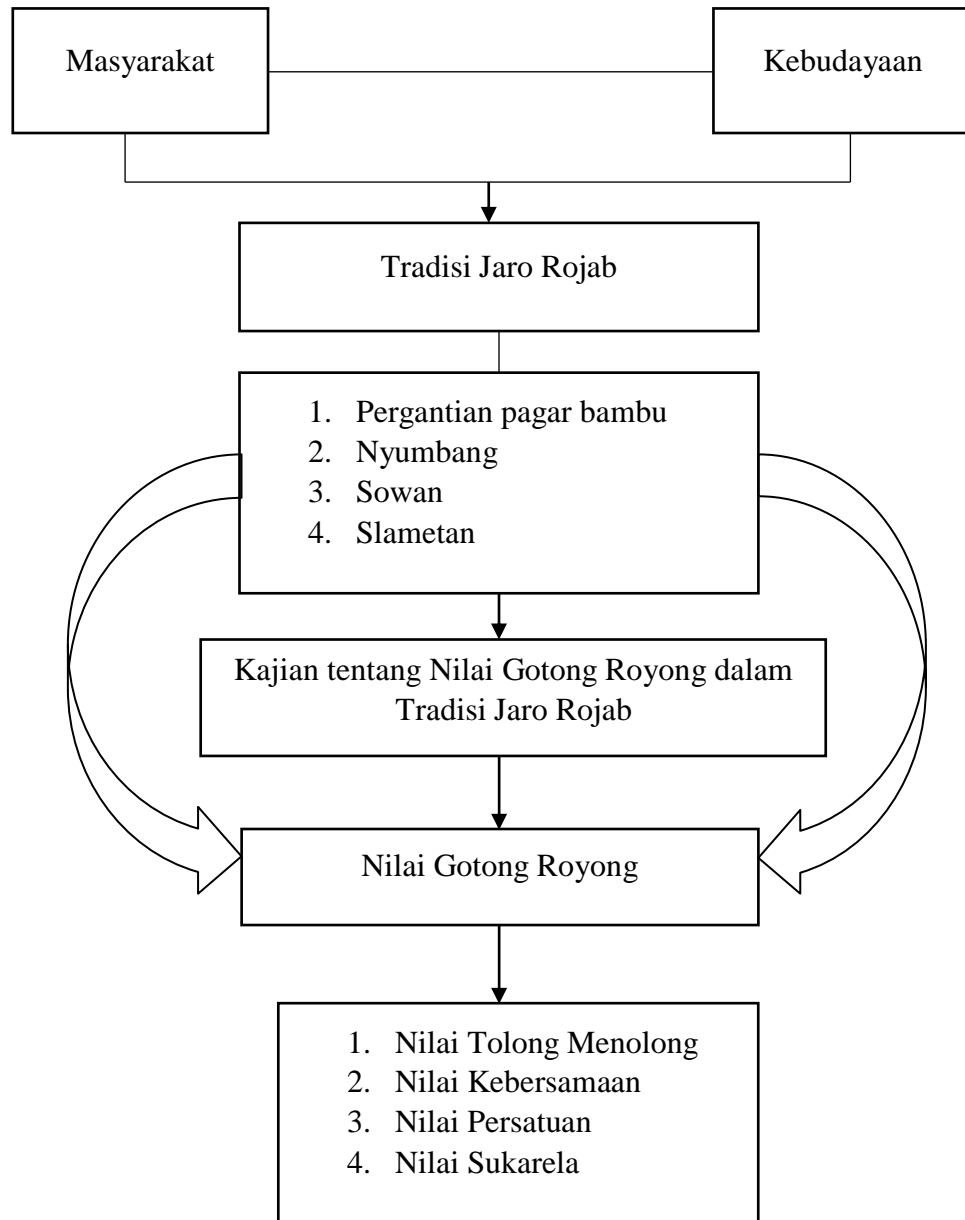 Masyarakat
Kebudayaan
Tradisi Jaro Rojab
1. Pergantian pagar bambu
2. Nyumbang
3. Sowan
4. Slametan
Kajian tentang Nilai Gotong Royong dalam
Tradisi Jaro Rojab
Nilai Gotong Royong
1. Nilai Tolong Menolong
2. Nilai Kebersamaan
3. Nilai Persatuan
4. Nilai Sukarela